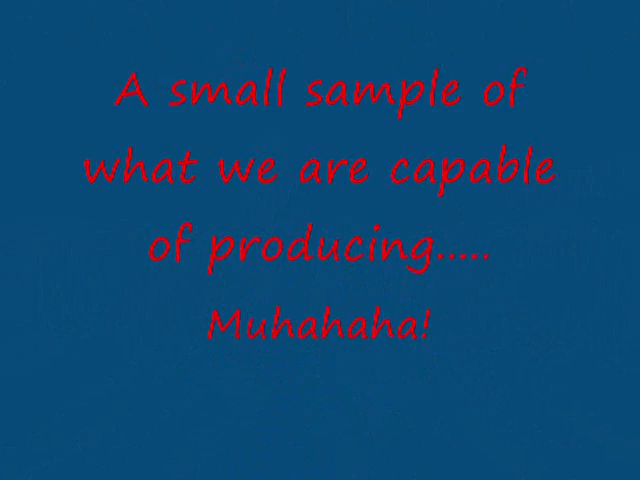 A small sample of
what we are capable
of producing.....
Muhahaha!